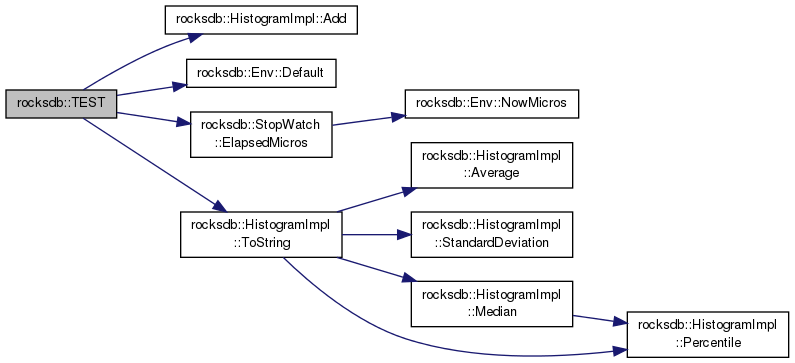 rocksdb::HistogramImpl::Add
rocksdb::Env::Default
rocksdb::TEST
rocksdb::Env::NowMicros
rocksdb::StopWatch
::ElapsedMicros
rocksdb::HistogramImpl
::Average
rocksdb::HistogramImpl
::ToString
rocksdb::HistogramImpl
::StandardDeviation
rocksdb::HistogramImpl
::Median
rocksdb::HistogramImpl
::Percentile